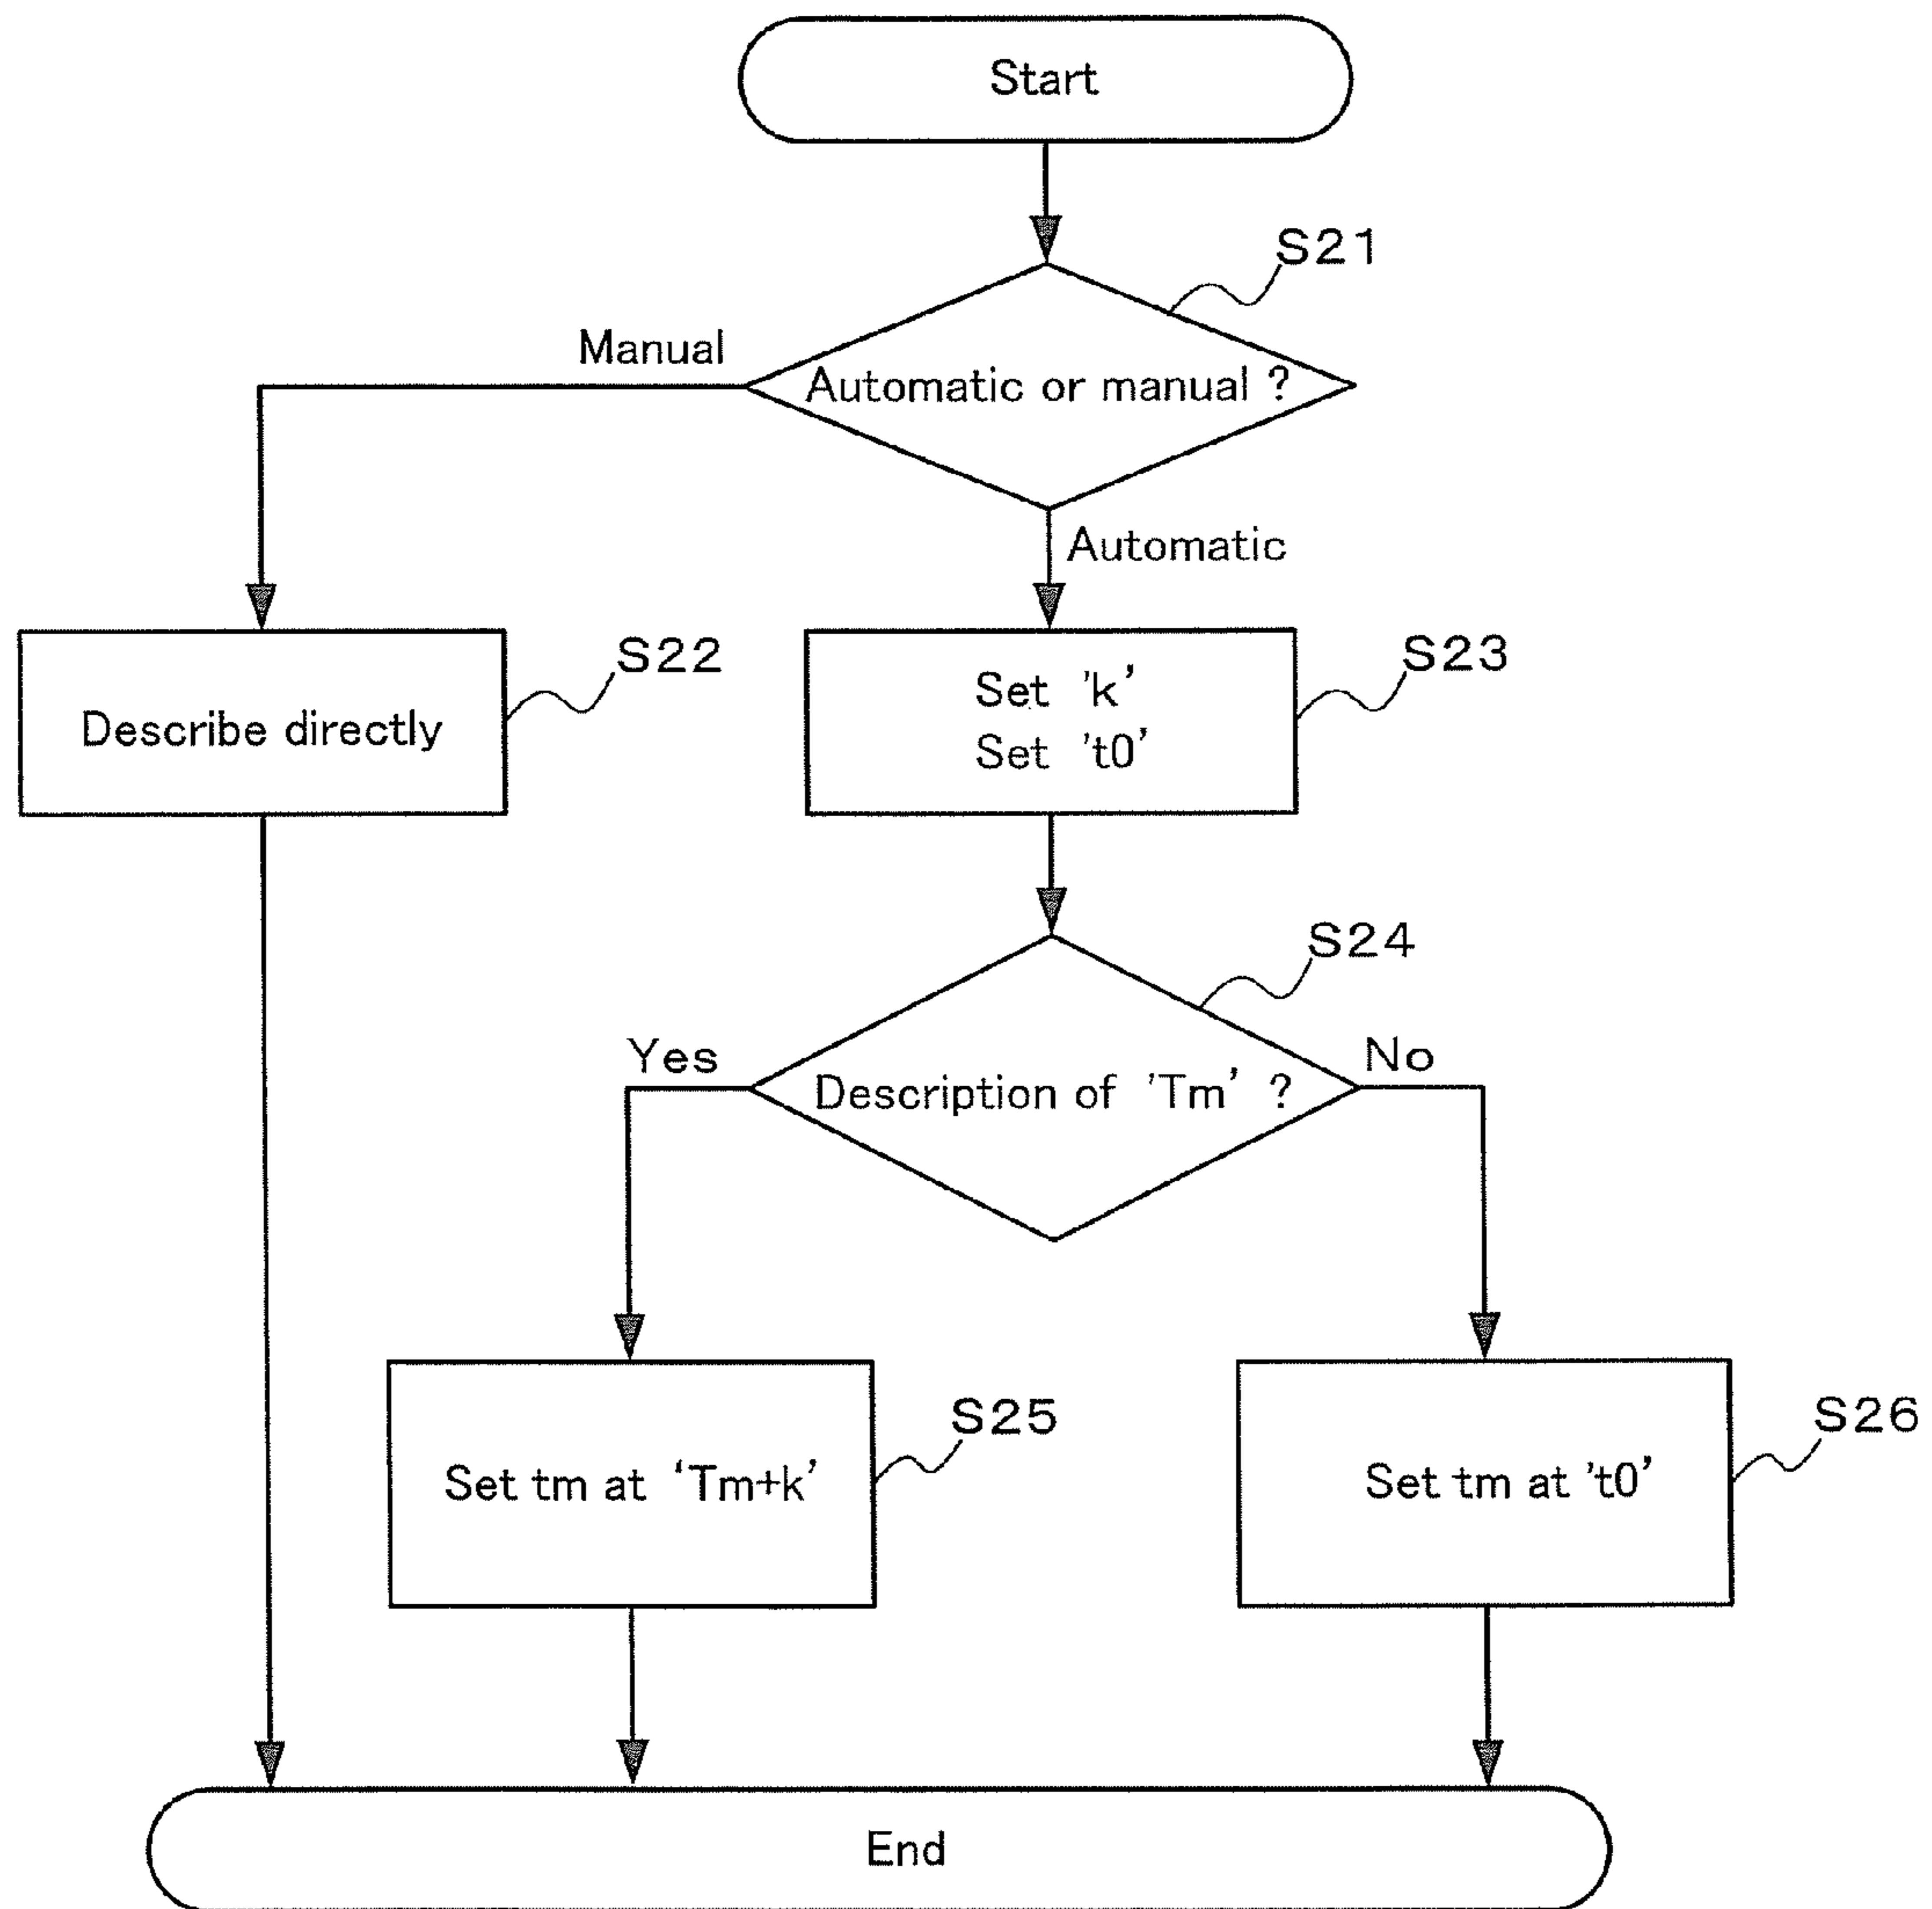 Start
S21
Manual
Automatic or manual ?
Automatic
S22
Describe directly
S23
Set 'k'
Set 't0'
S24
Yes
No
Description of 'Tm' ?
S25
Set tm at 'Tm+k'
S26
Set tm at 't0'
End